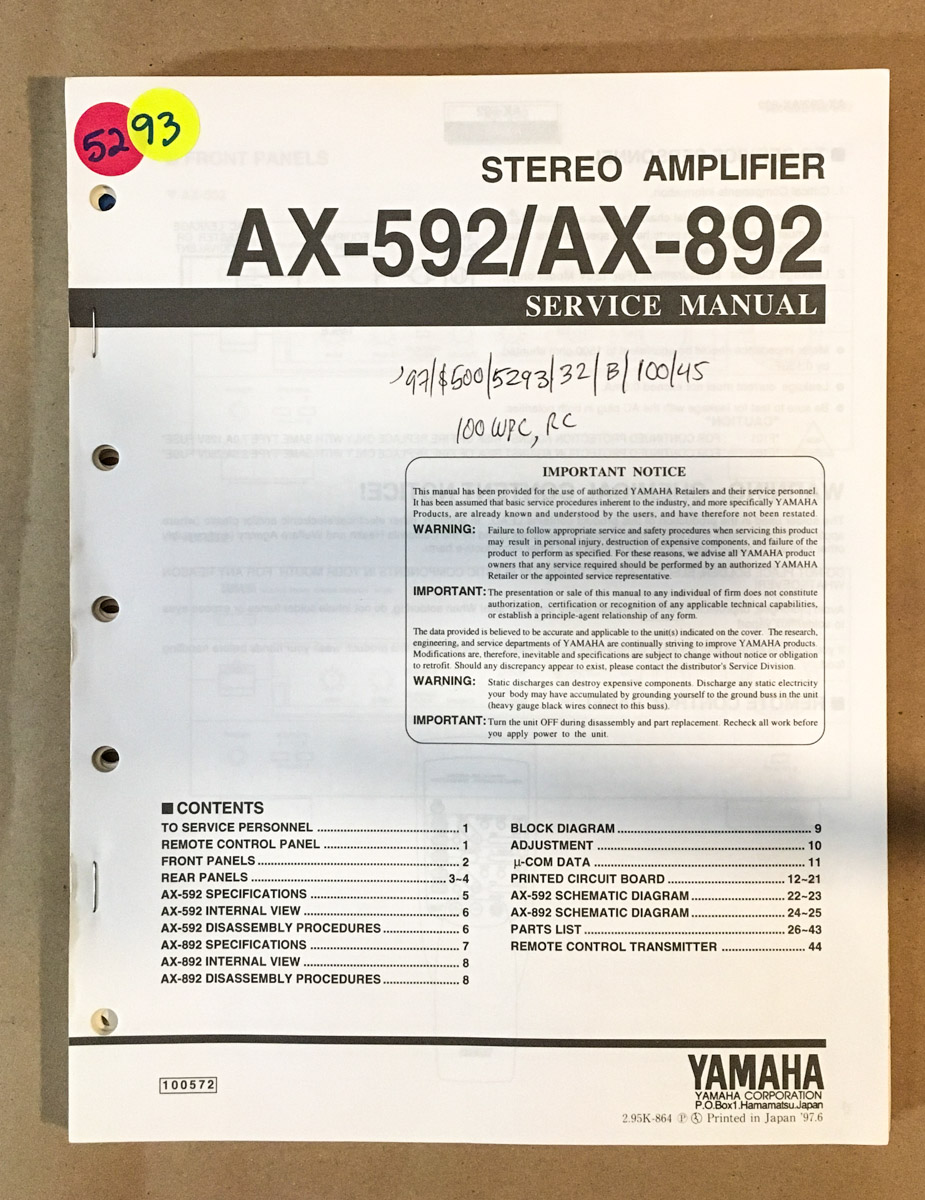 52 93
STEREO AMPLIFIER
AX-592/AX-892
SERVICE MANUAL
'97/$500/5293/32/B/100/45
100 WPC, RC
IMPORTANT NOTICE
This manual has been provided for the use of authorized YAMAHA Retailers and their service personnel.
It has been assumed that basic service procedures inherent to the industry, and more specifically YAMAHA
Products, are already known and understood by the users, and have therefore not been restated.
WARNING: Failure to follow appropriate service and safety procedures when servicing this product
may result in personal injury, destruction of expensive components, and failure of the
product to perform as specified. For these reasons, we advise all YAMAHA product
owners that any service required should be performed by an authorized YAMAHA
Retailer or the appointed service representative.
IMPORTANT: The presentation or sale of this manual to any individual of firm does not constitute
authorization, certification or recognition of any applicable technical capabilities,
or establish a principle-agent relationship of any form.
The data provided is believed to be accurate and applicable to the unit(s) indicated on the cover. The research,
engineering, and service departments of YAMAHA are continually striving to improve YAMAHA products.
Modifications are, therefore, inevitable and specifications are subject to change without notice or obligation
to retrofit. Should any discrepancy appear to exist, please contact the distributor's Service Division.
WARNING: Static discharges can destroy expensive components. Discharge any static electricity
your body may have accumulated by grounding yourself to the ground buss in the unit
(heavy gauge black wires connect to this buss).
IMPORTANT: Turn the unit OFF during disassembly and part replacement. Recheck all work before
you apply power to the unit.
■ CONTENTS
TO SERVICE PERSONNEL ........ 1
REMOTE CONTROL PANEL ........ 1
FRONT PANELS ........ 2
REAR PANELS ........ 3~4
AX-592 SPECIFICATIONS ........ 5
AX-592 INTERNAL VIEW ........ 6
AX-592 DISASSEMBLY PROCEDURES ........ 6
AX-892 SPECIFICATIONS ........ 7
AX-892 INTERNAL VIEW ........ 8
AX-892 DISASSEMBLY PROCEDURES ........ 8
BLOCK DIAGRAM ........ 9
ADJUSTMENT ........ 10
μ-COM DATA ........ 11
PRINTED CIRCUIT BOARD ........ 12~21
AX-592 SCHEMATIC DIAGRAM ........ 22~23
AX-892 SCHEMATIC DIAGRAM ........ 24~25
PARTS LIST ........ 26~43
REMOTE CONTROL TRANSMITTER ........ 44
100572
YAMAHA
YAMAHA CORPORATION
P.O.Box1.Hamamatsu.Japan
2.95K-864 Ⓟ Printed in Japan '97.6